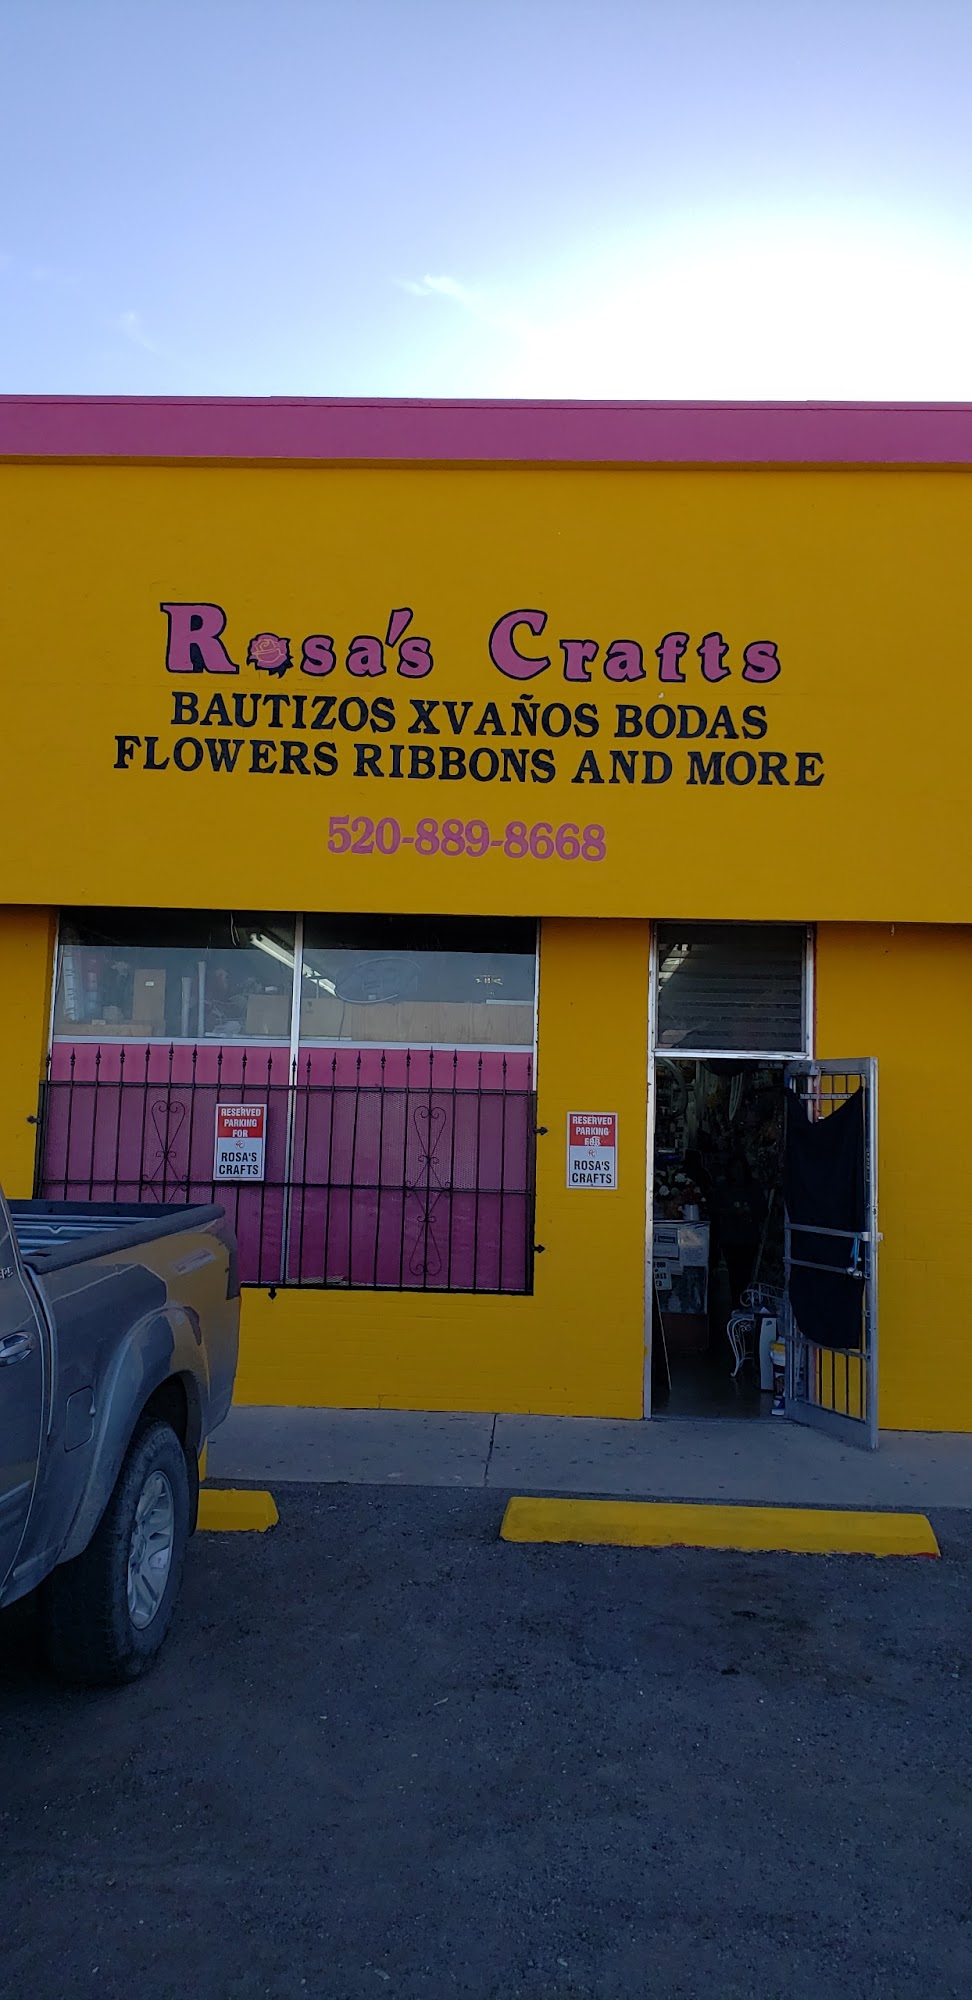 Rosa's Crafts
BAUTIZOS XVAÑOS BODAS
FLOWERS RIBBONS AND MORE
520-889-8668
RESERVED
PARKING
FOR
ROSA'S
CRAFTS
RESERVED
PARKING
FOR
ROSA'S
CRAFTS